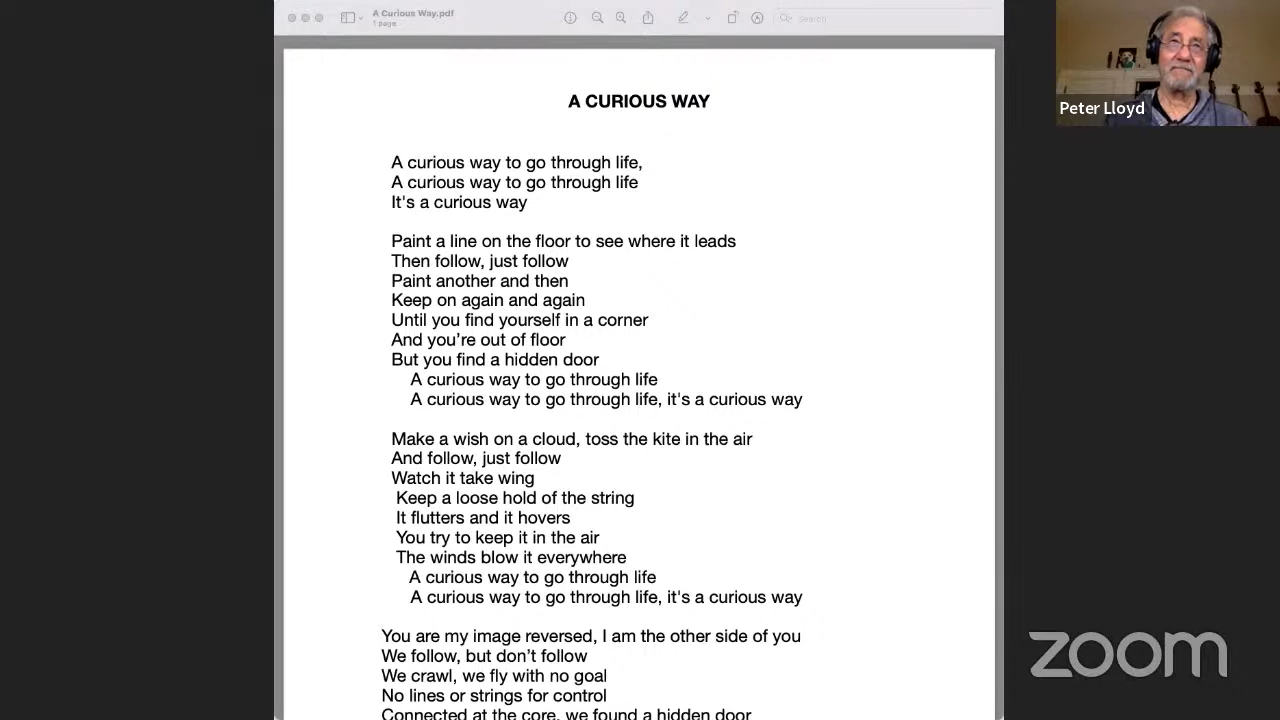 A Curious Way.pdf
1 page
Search
Peter Lloyd
A CURIOUS WAY
A curious way to go through life,
A curious way to go through life
It's a curious way
Paint a line on the floor to see where it leads
Then follow, just follow
Paint another and then
Keep on again and again
Until you find yourself in a corner
And you’re out of floor
But you find a hidden door
A curious way to go through life
A curious way to go through life, it's a curious way
Make a wish on a cloud, toss the kite in the air
And follow, just follow
Watch it take wing
Keep a loose hold of the string
It flutters and it hovers
You try to keep it in the air
The winds blow it everywhere
A curious way to go through life
A curious way to go through life, it's a curious way
You are my image reversed, I am the other side of you
We follow, but don’t follow
We crawl, we fly with no goal
No lines or strings for control
Connected at the core, we found a hidden door
zoom